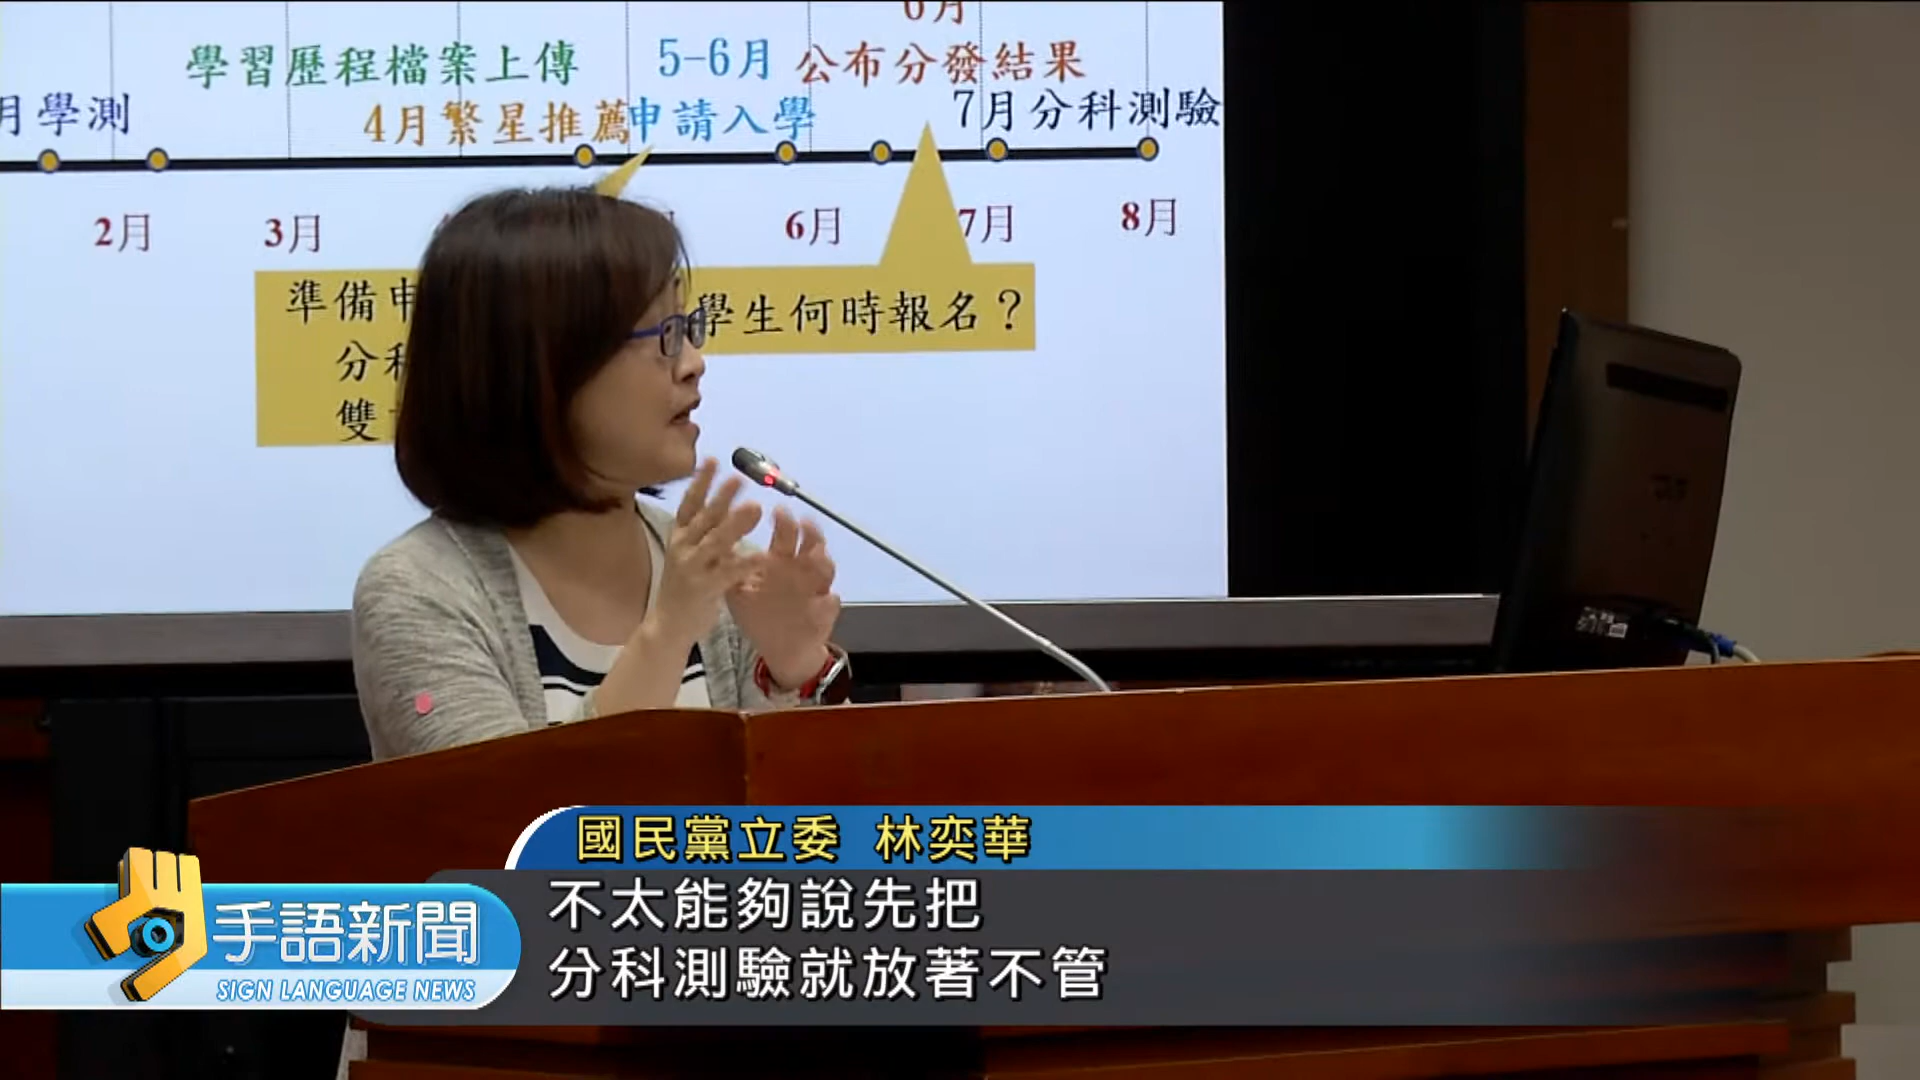 6月
學習歷程檔案上傳
5-6月
公布分發結果
月學測
4月繁星推薦
申請入學
7月分科測驗
2月
3月
6月
7月
8月
準備申
學生何時報名？
分科
雙
國民黨立委 林奕華
不太能夠說先把
分科測驗就放著不管
手語新聞
SIGN LANGUAGE NEWS